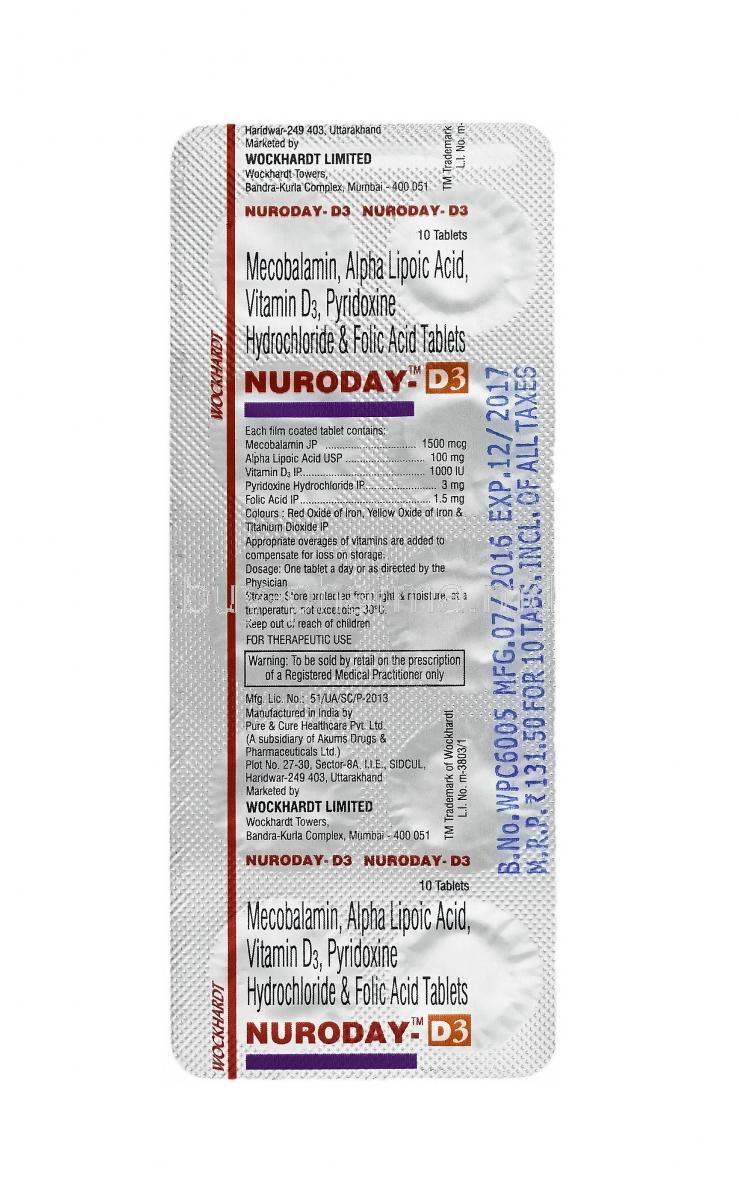 Haridwar-249 403, Uttarakhand
Marketed by
WOCKHARDT LIMITED
Wockhardt Towers,
Bandra-Kurla Complex, Mumbai - 400 051
TM Trademark
L.I. No. m-
NURODAY- D3 NURODAY- D3
10 Tablets
Mecobalamin, Alpha Lipoic Acid,
Vitamin D3, Pyridoxine
Hydrochloride & Folic Acid Tablets
NURODAY-™ D3
WOCKHARDT
Each film coated tablet contains:
Mecobalamin JP ................................ 1500 mcg
Alpha Lipoic Acid USP ........................ 100 mg
Vitamin D3 IP........................................ 1000 IU
Pyridoxine Hydrochloride IP........................ 3 mg
Folic Acid IP............................................. 1.5 mg
Colours : Red Oxide of Iron, Yellow Oxide of Iron &
Titanium Dioxide IP
Appropriate overages of vitamins are added to
compensate for loss on storage.
Dosage: One tablet a day or as directed by the
Physician
Storage: Store protected from light & moisture, at a
temperature not exceeding 30°C.
Keep out of reach of children
FOR THERAPEUTIC USE
Warning: To be sold by retail on the prescription
of a Registered Medical Practitioner only
Mfg. Lic. No.: 51/UA/SC/P-2013
Manufactured in India by
Pure & Cure Healthcare Pvt. Ltd.
(A subsidiary of Akums Drugs &
Pharmaceuticals Ltd.)
Plot No. 27-30, Sector-8A, I.I.E., SIDCUL,
Haridwar-249 403, Uttarakhand
Marketed by
WOCKHARDT LIMITED
Wockhardt Towers,
Bandra-Kurla Complex, Mumbai - 400 051
TM Trademark of Wockhardt
L.I. No. m-3803/1
B.No.WPC6005 MFG.07/2016 EXP.12/2017
M.R.P.₹131.50 FOR 10 TABS.INCL. OF ALL TAXES
NURODAY- D3 NURODAY- D3
10 Tablets
Mecobalamin, Alpha Lipoic Acid,
Vitamin D3, Pyridoxine
Hydrochloride & Folic Acid Tablets
NURODAY-™ D3
WOCKHARDT